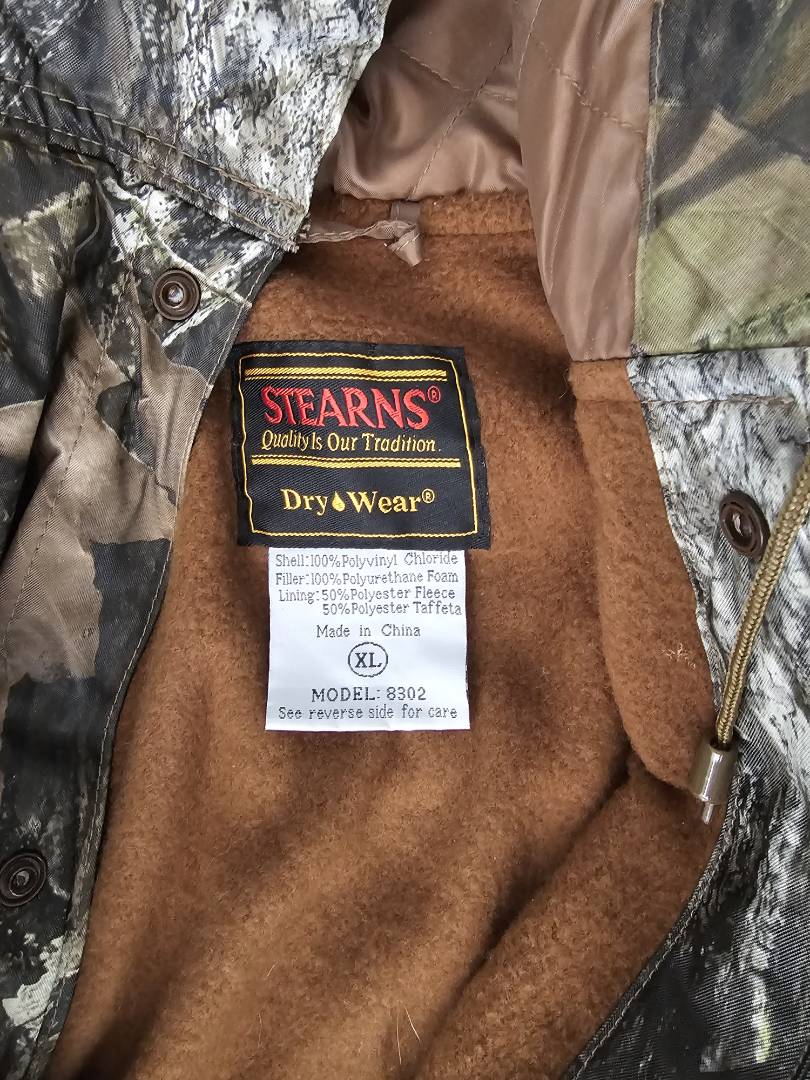 STEARNS®
Quality Is Our Tradition.
Dry Wear®
Shell:100%Polyvinyl Chloride
Filler:100%Polyurethane Foam
Lining:50%Polyester Fleece
50%Polyester Taffeta
Made in China
XL
MODEL: 8302
See reverse side for care